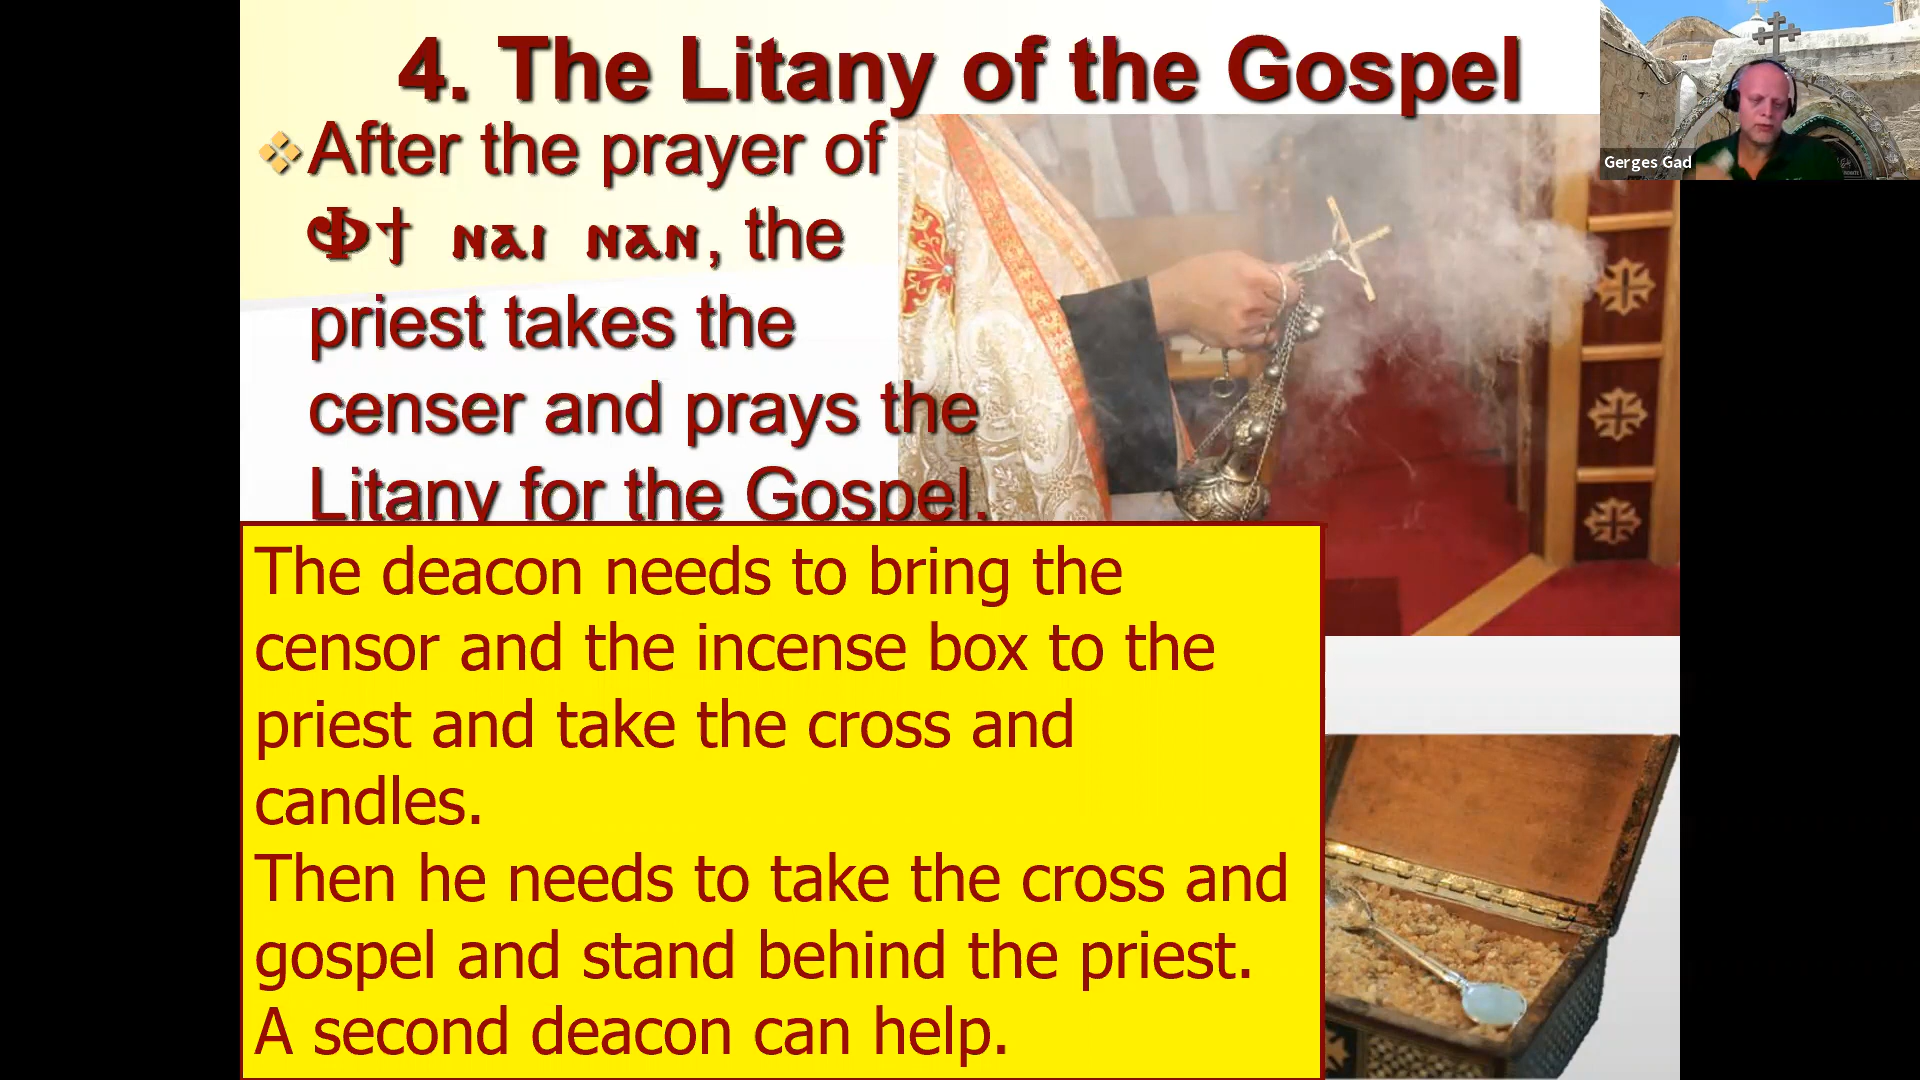 4. The Litany of the Gospel
After the prayer of
Ⲫϯ ⲛⲁⲓ ⲛⲁⲛ, the
priest takes the
censer and prays the
Litany for the Gospel.
The deacon needs to bring the
censor and the incense box to the
priest and take the cross and
candles.
Then he needs to take the cross and
gospel and stand behind the priest.
A second deacon can help.
Gerges Gad